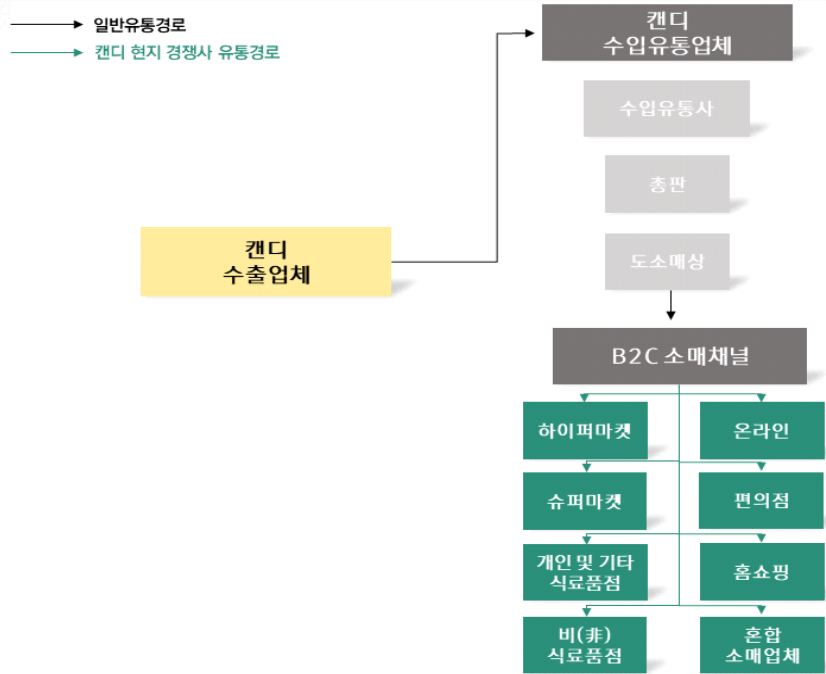 일반유통경로
캔디 현지 경쟁사 유통경로
캔디
수입유통업체
수입유통사
총판
캔디
수출업체
도소매상
B2C 소매채널
하이퍼마켓
온라인
슈퍼마켓
편의점
개인 및 기타
식료품점
홈쇼핑
비(非)
식료품점
혼합
소매업체